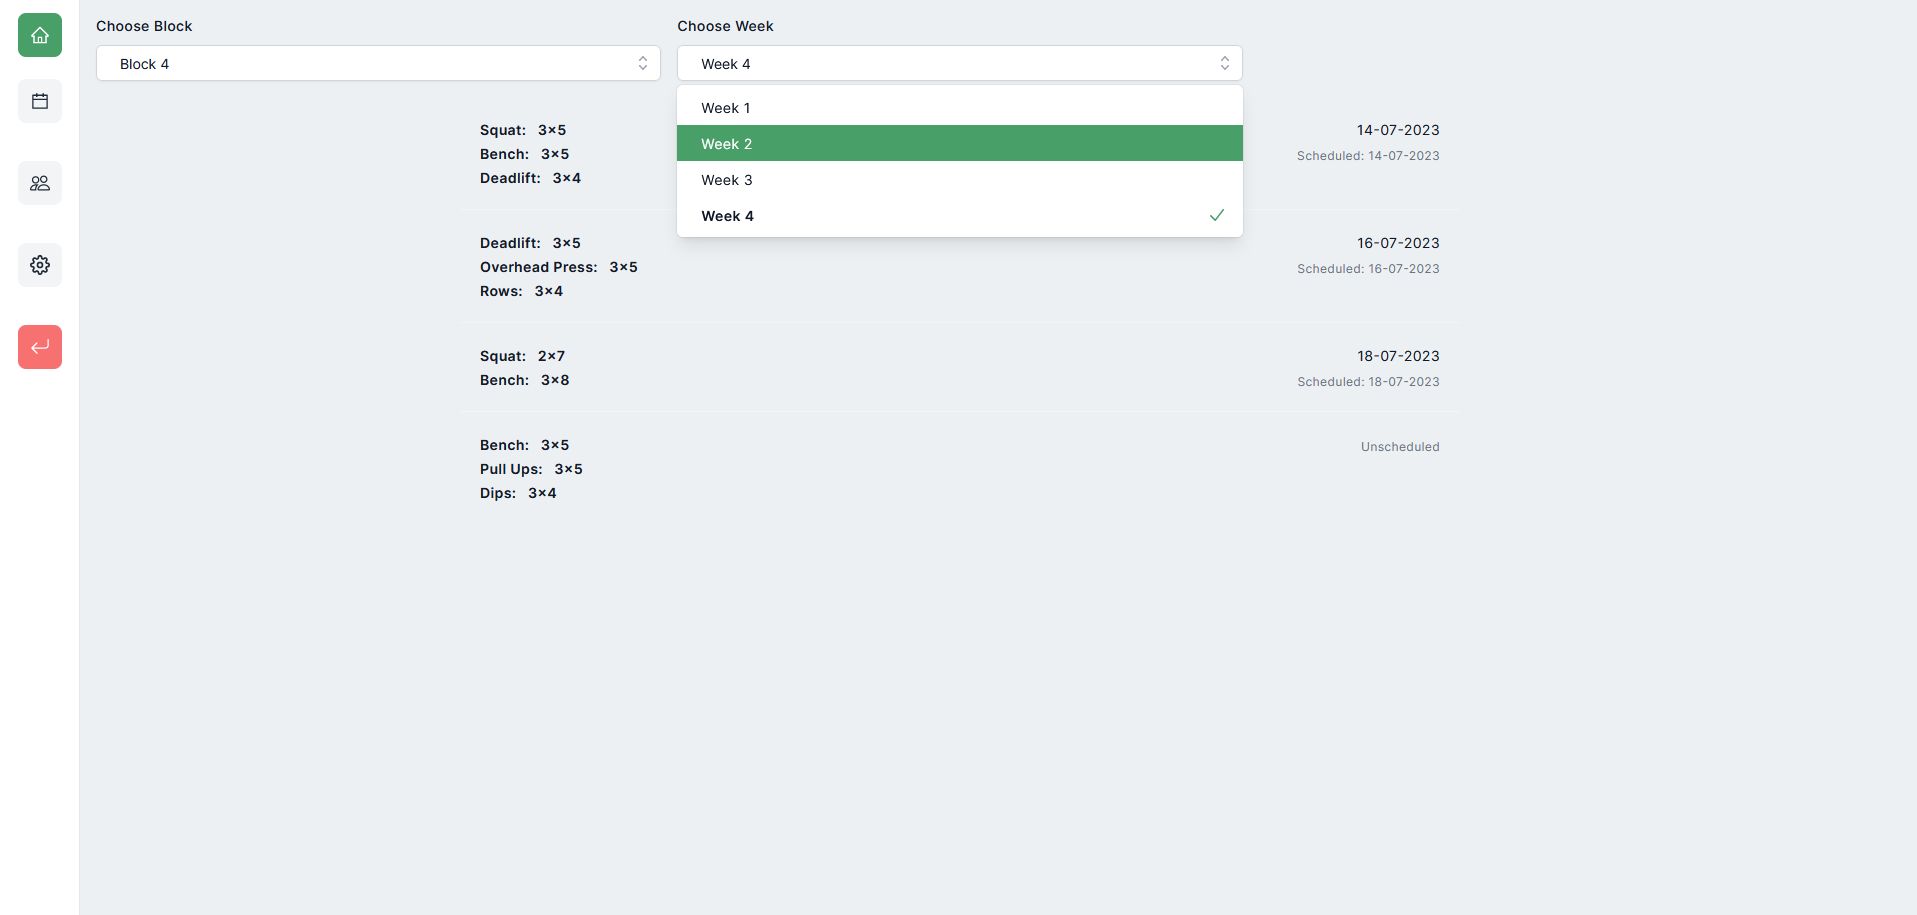 Choose Block
Choose Week
Block 4
Week 4
Week 1
Week 2
Week 3
Week 4
Squat: 3×5
Bench: 3×5
Deadlift: 3×4
14-07-2023
Scheduled: 14-07-2023
Deadlift: 3×5
Overhead Press: 3×5
Rows: 3×4
16-07-2023
Scheduled: 16-07-2023
Squat: 2×7
Bench: 3×8
18-07-2023
Scheduled: 18-07-2023
Bench: 3×5
Pull Ups: 3×5
Dips: 3×4
Unscheduled